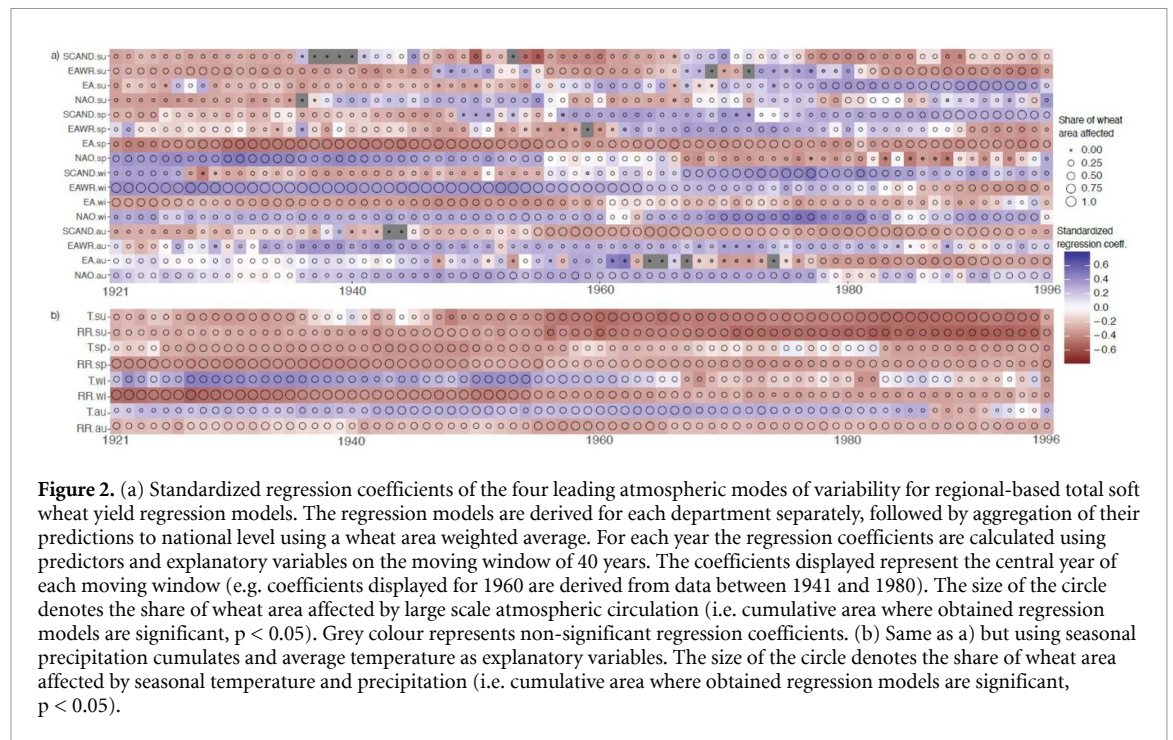 a) SCAND.su
EAWR.su
EA.su
NAO.su
SCAND.sp
EAWR.sp
EA.sp
NAO.sp
SCAND.wi
EAWR.wi
EA.wi
NAO.wi
SCAND.au
EAWR.au
EA.au
NAO.au
1921 1940 1960 1980 1996
Share of wheat
area affected
0.00
0.25
0.50
0.75
1.0
Standardized
regression coeff.
0.6
0.4
0.2
0.0
−0.2
−0.4
−0.6
b) T.su
RR.su
T.sp
RR.sp
T.wi
RR.wi
T.au
RR.au
1921 1940 1960 1980 1996
Figure 2. (a) Standardized regression coefficients of the four leading atmospheric modes of variability for regional-based total soft
wheat yield regression models. The regression models are derived for each department separately, followed by aggregation of their
predictions to national level using a wheat area weighted average. For each year the regression coefficients are calculated using
predictors and explanatory variables on the moving window of 40 years. The coefficients displayed represent the central year of
each moving window (e.g. coefficients displayed for 1960 are derived from data between 1941 and 1980). The size of the circle
denotes the share of wheat area affected by large scale atmospheric circulation (i.e. cumulative area where obtained regression
models are significant, p < 0.05). Grey colour represents non-significant regression coefficients. (b) Same as a) but using seasonal
precipitation cumulates and average temperature as explanatory variables. The size of the circle denotes the share of wheat area
affected by seasonal temperature and precipitation (i.e. cumulative area where obtained regression models are significant,
p < 0.05).